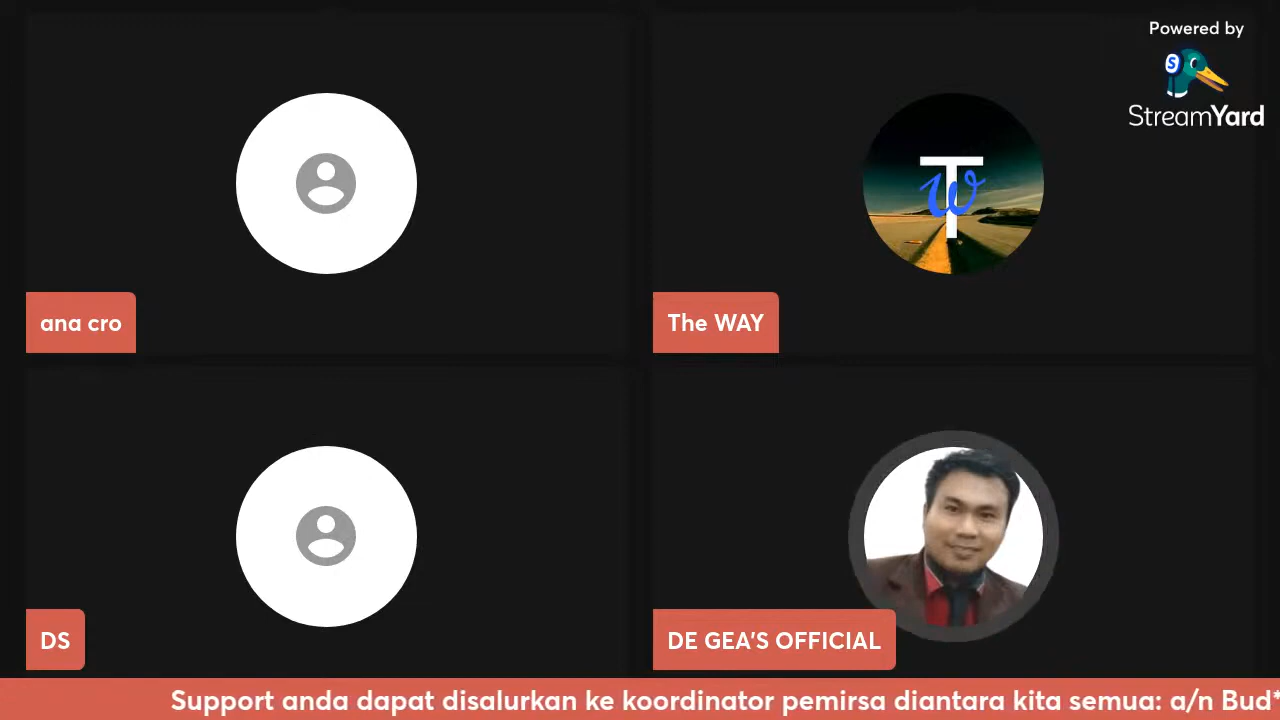 Powered by
S
StreamYard
T
w
ana cro
The WAY
DS
DE GEA'S OFFICIAL
Support anda dapat disalurkan ke koordinator pemirsa diantara kita semua: a/n Bud*